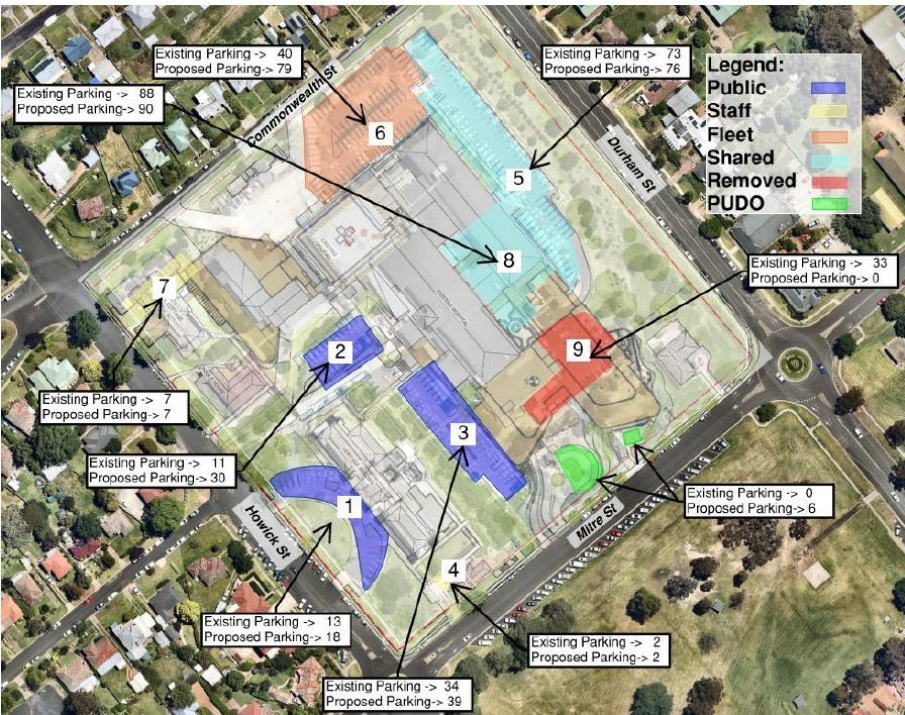 Existing Parking -> 40
Proposed Parking-> 79
Existing Parking -> 73
Proposed Parking-> 76
Existing Parking -> 88
Proposed Parking-> 90
Legend:
Public
Staff
Fleet
Shared
Removed
PUDO
Commonwealth St
Durham St
6
5
8
7
Existing Parking -> 33
Proposed Parking-> 0
2
9
3
Existing Parking -> 7
Proposed Parking-> 7
Existing Parking -> 11
Proposed Parking-> 30
Existing Parking -> 0
Proposed Parking-> 6
1
Howick St
Mitre St
4
Existing Parking -> 13
Proposed Parking-> 18
Existing Parking -> 2
Proposed Parking-> 2
Existing Parking -> 34
Proposed Parking-> 39